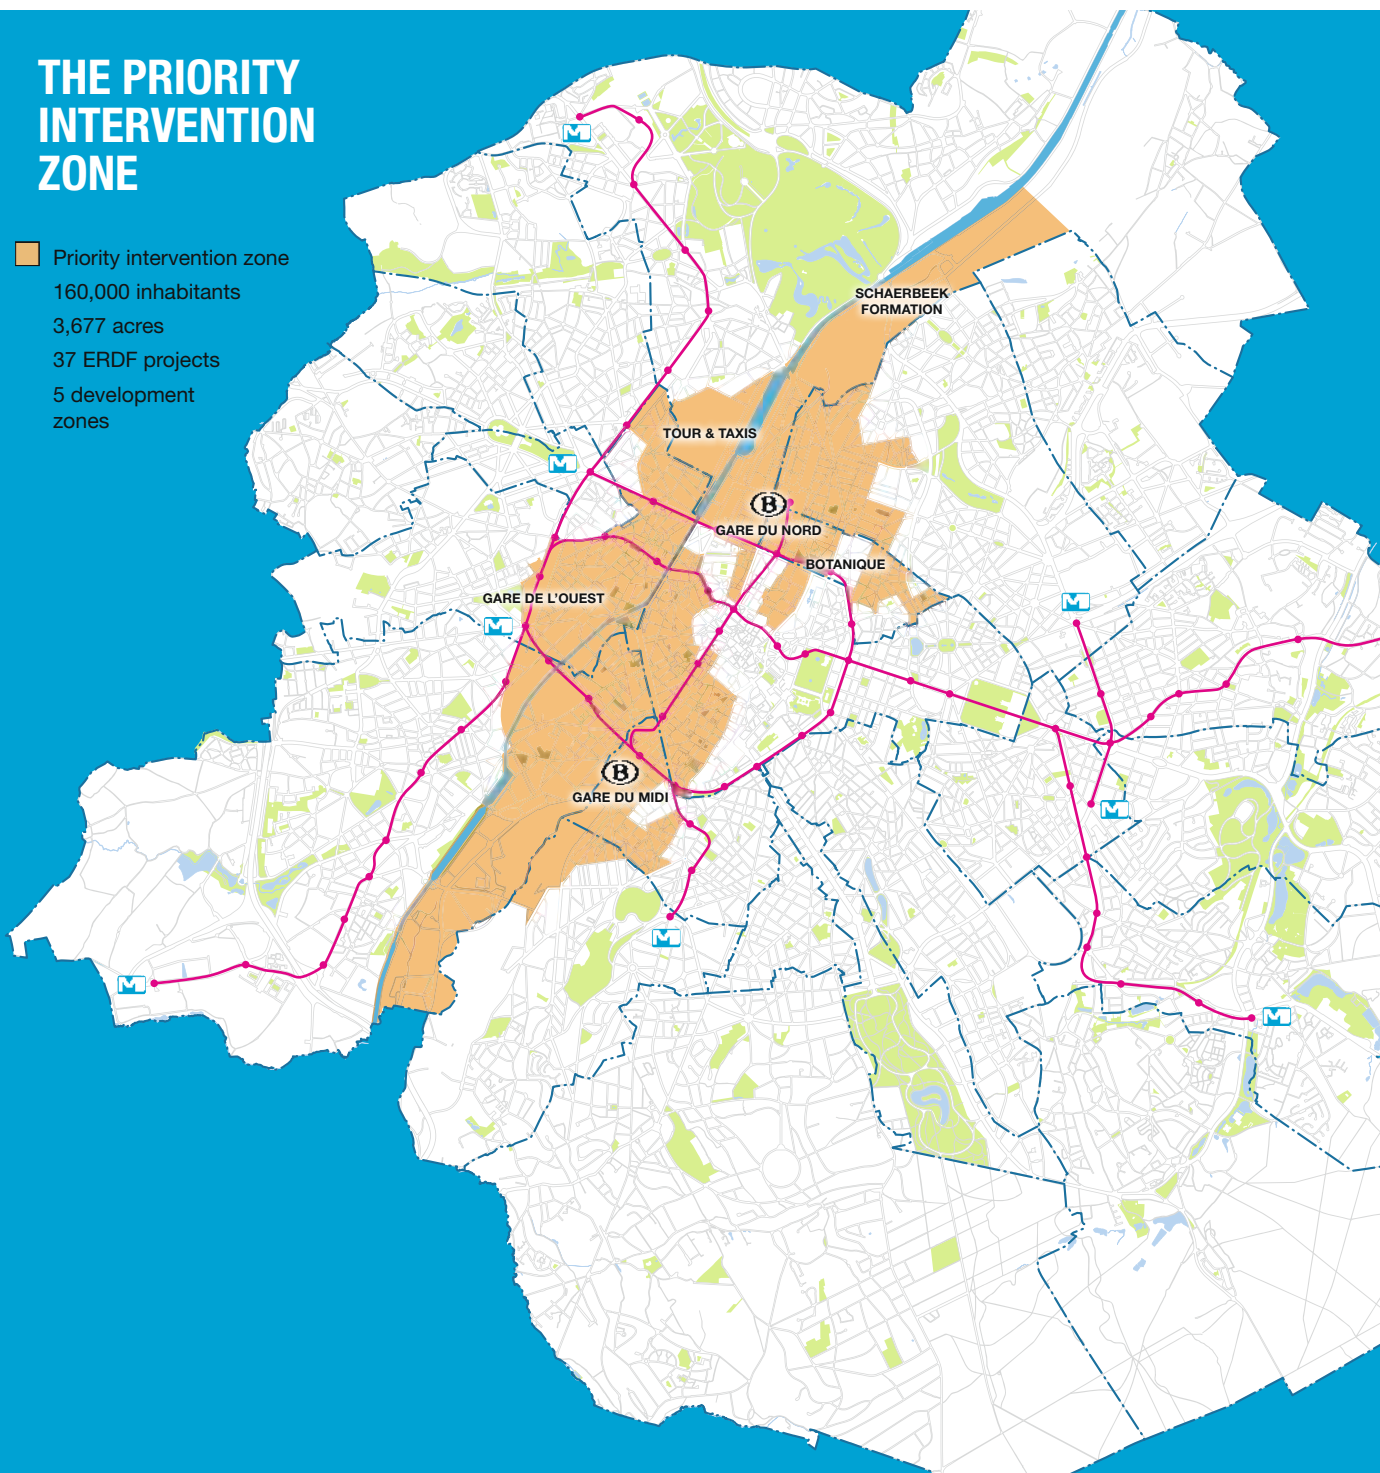 THE PRIORITY
INTERVENTION
ZONE
Priority intervention zone
160,000 inhabitants
3,677 acres
37 ERDF projects
5 development
zones
M
SCHAERBEEK
FORMATION
TOUR & TAXIS
M
B
GARE DU NORD
BOTANIQUE
GARE DE L'OUEST
M
M
B
GARE DU MIDI
M
M
M
M